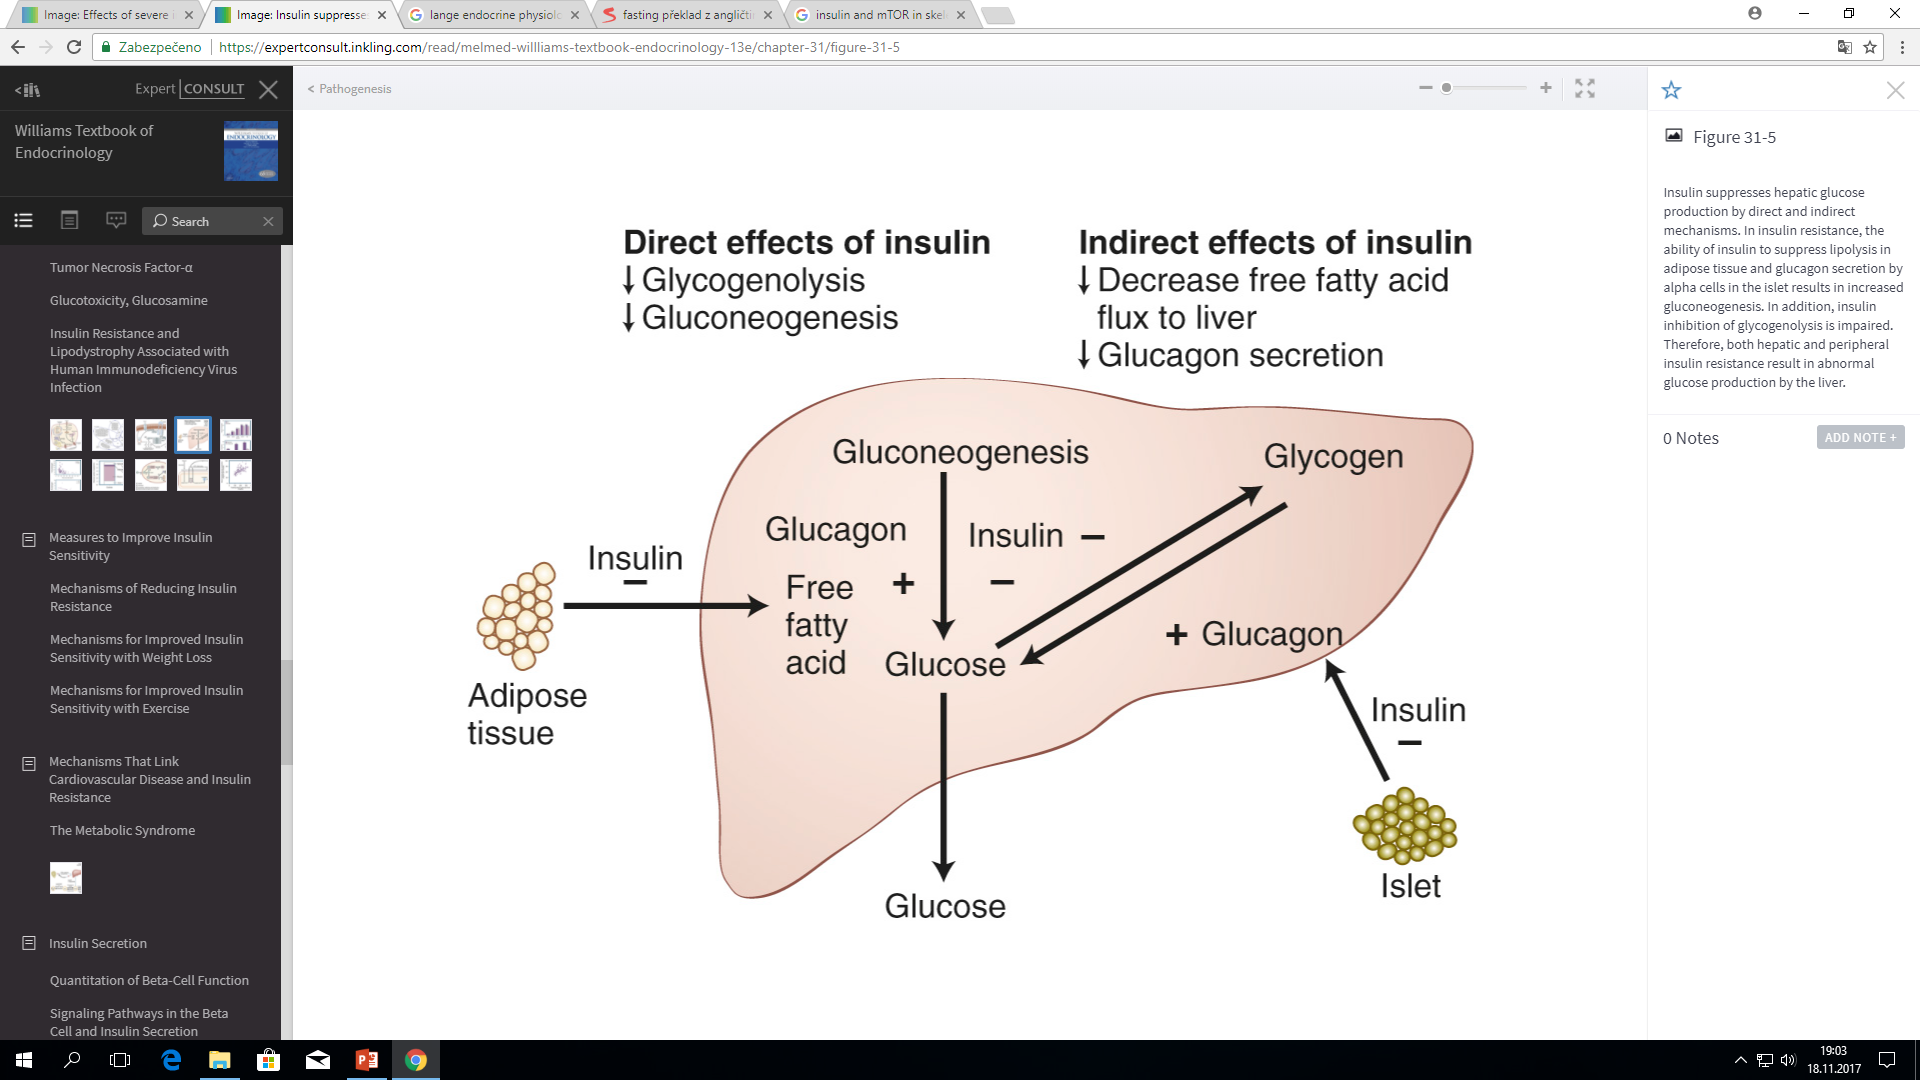 Image: Effects of severe i
Image: Insulin suppresses
lange endocrine physiolo
fasting překlad z angličti
insulin and mTOR in skel
Zabezpečeno
https://expertconsult.inkling.com/read/melmed-willliams-textbook-endocrinology-13e/chapter-31/figure-31-5
Expert CONSULT
Williams Textbook of
Endocrinology
ENDOCRINOLOGY
Search
Tumor Necrosis Factor-α
Glucotoxicity, Glucosamine
Insulin Resistance and
Lipodystrophy Associated with
Human Immunodeficiency Virus
Infection
Measures to Improve Insulin
Sensitivity
Mechanisms of Reducing Insulin
Resistance
Mechanisms for Improved Insulin
Sensitivity with Weight Loss
Mechanisms for Improved Insulin
Sensitivity with Exercise
Mechanisms That Link
Cardiovascular Disease and Insulin
Resistance
The Metabolic Syndrome
Insulin Secretion
Quantitation of Beta-Cell Function
Signaling Pathways in the Beta
Cell and Insulin Secretion
< Pathogenesis
Direct effects of insulin
↓ Glycogenolysis
↓ Gluconeogenesis
Indirect effects of insulin
↓ Decrease free fatty acid
flux to liver
↓ Glucagon secretion
Gluconeogenesis
Glycogen
Glucagon
Insulin –
Insulin
–
Free
fatty
acid
+
–
+ Glucagon
Glucose
Adipose
tissue
Insulin
–
Islet
Glucose
Figure 31-5
Insulin suppresses hepatic glucose
production by direct and indirect
mechanisms. In insulin resistance, the
ability of insulin to suppress lipolysis in
adipose tissue and glucagon secretion by
alpha cells in the islet results in increased
gluconeogenesis. In addition, insulin
inhibition of glycogenolysis is impaired.
Therefore, both hepatic and peripheral
insulin resistance result in abnormal
glucose production by the liver.
0 Notes
ADD NOTE +
19:03
18.11.2017